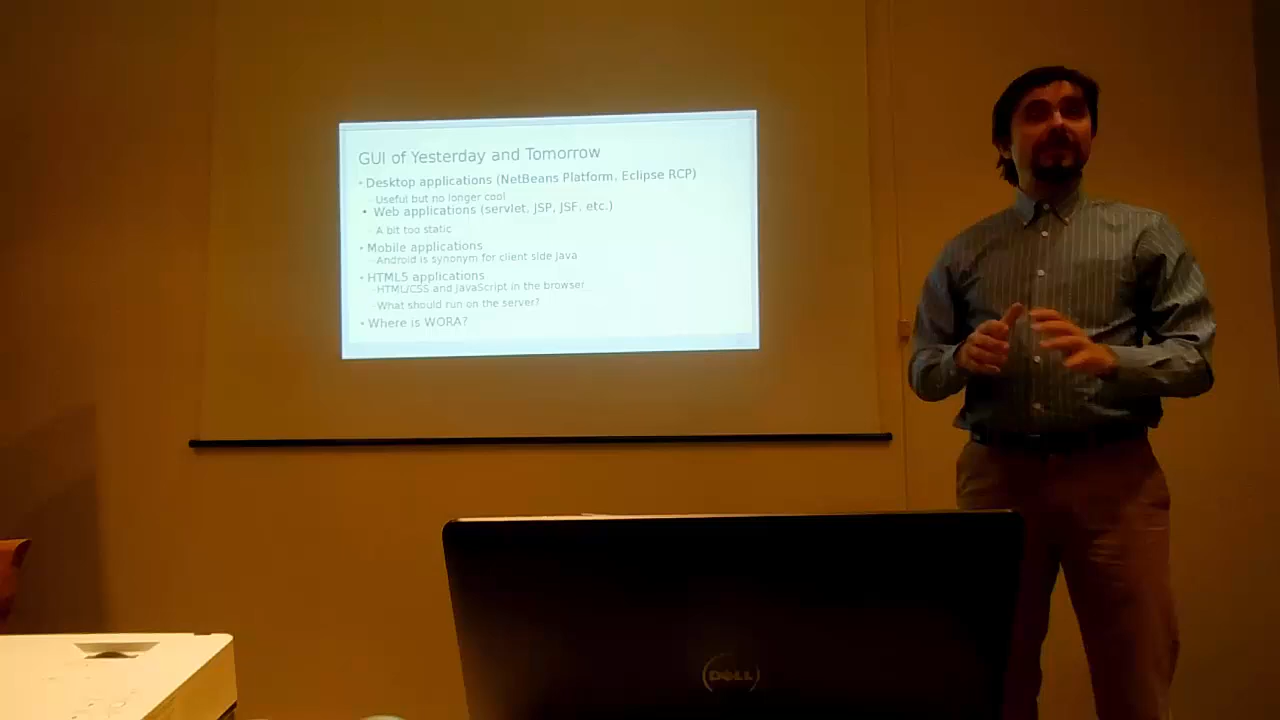 GUI of Yesterday and Tomorrow
• Desktop applications (NetBeans Platform, Eclipse RCP)
- Useful but no longer cool
• Web applications (servlet, JSP, JSF, etc.)
- A bit too static
• Mobile applications
- Android is synonym for client side Java
• HTML5 applications
- HTML/CSS and JavaScript in the browser
- What should run on the server?
• Where is WORA?
DELL